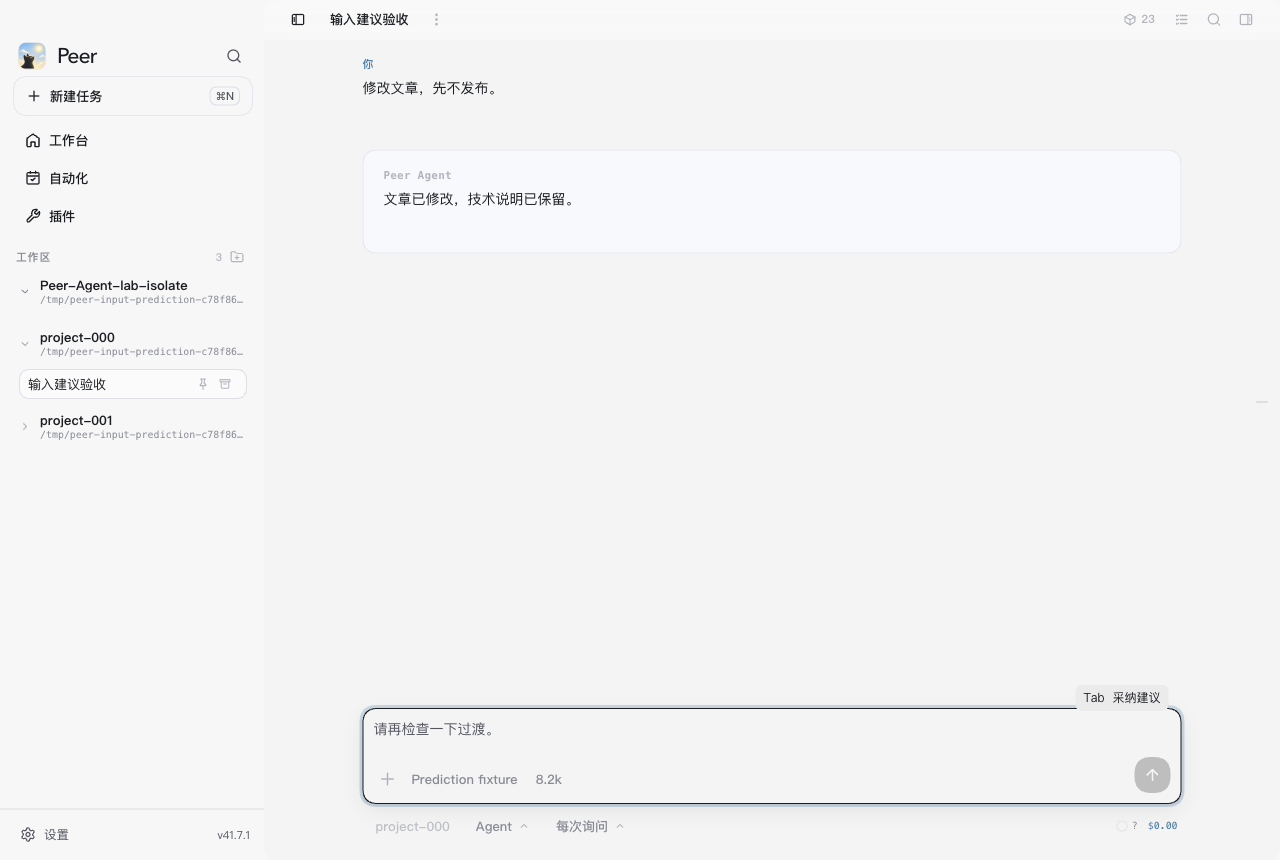 Peer
新建任务 ⌘N
工作台
自动化
插件
工作区 3
Peer-Agent-lab-isolate
/tmp/peer-input-prediction-c78f86…
project-000
/tmp/peer-input-prediction-c78f86…
输入建议验收
project-001
/tmp/peer-input-prediction-c78f86…
设置 v41.7.1
输入建议验收 23
你
修改文章，先不发布。
Peer Agent
文章已修改，技术说明已保留。
Tab 采纳建议
请再检查一下过渡。
Prediction fixture 8.2k
project-000 Agent 每次询问 ? $0.00